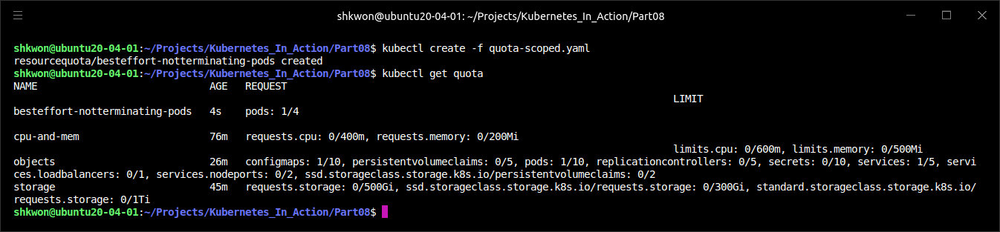 shkwon@ubuntu20-04-01: ~/Projects/Kubernetes_In_Action/Part08
shkwon@ubuntu20-04-01:~/Projects/Kubernetes_In_Action/Part08$ kubectl create -f quota-scoped.yaml
resourcequota/besteffort-notterminating-pods created
shkwon@ubuntu20-04-01:~/Projects/Kubernetes_In_Action/Part08$ kubectl get quota
NAME                             AGE   REQUEST
                                                                                                               LIMIT
besteffort-notterminating-pods   4s    pods: 1/4
cpu-and-mem                      76m   requests.cpu: 0/400m, requests.memory: 0/200Mi
                                                                                                               limits.cpu: 0/600m, limits.memory: 0/500Mi
objects                          26m   configmaps: 1/10, persistentvolumeclaims: 0/5, pods: 1/10, replicationcontrollers: 0/5, secrets: 0/10, services: 1/5, servi
ces.loadbalancers: 0/1, services.nodeports: 0/2, ssd.storageclass.storage.k8s.io/persistentvolumeclaims: 0/2
storage                          45m   requests.storage: 0/500Gi, ssd.storageclass.storage.k8s.io/requests.storage: 0/300Gi, standard.storageclass.storage.k8s.io/
requests.storage: 0/1Ti
shkwon@ubuntu20-04-01:~/Projects/Kubernetes_In_Action/Part08$